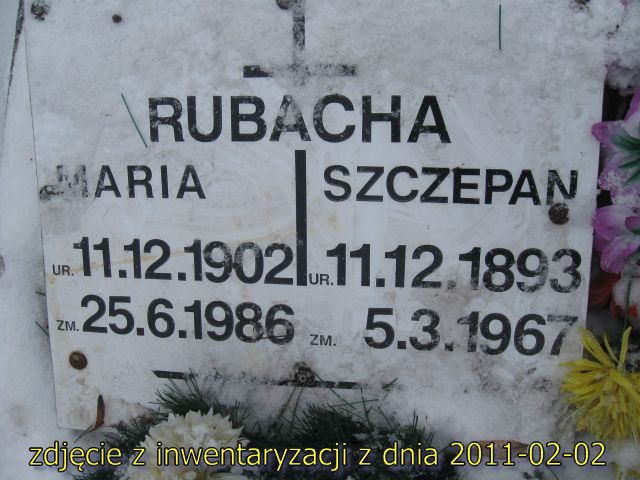 RUBACHA
MARIA SZCZEPAN
UR. 11.12.1902 UR. 11.12.1893
ZM. 25.6.1986 ZM. 5.3.1967
zdjęcie z inwentaryzacji z dnia 2011-02-02